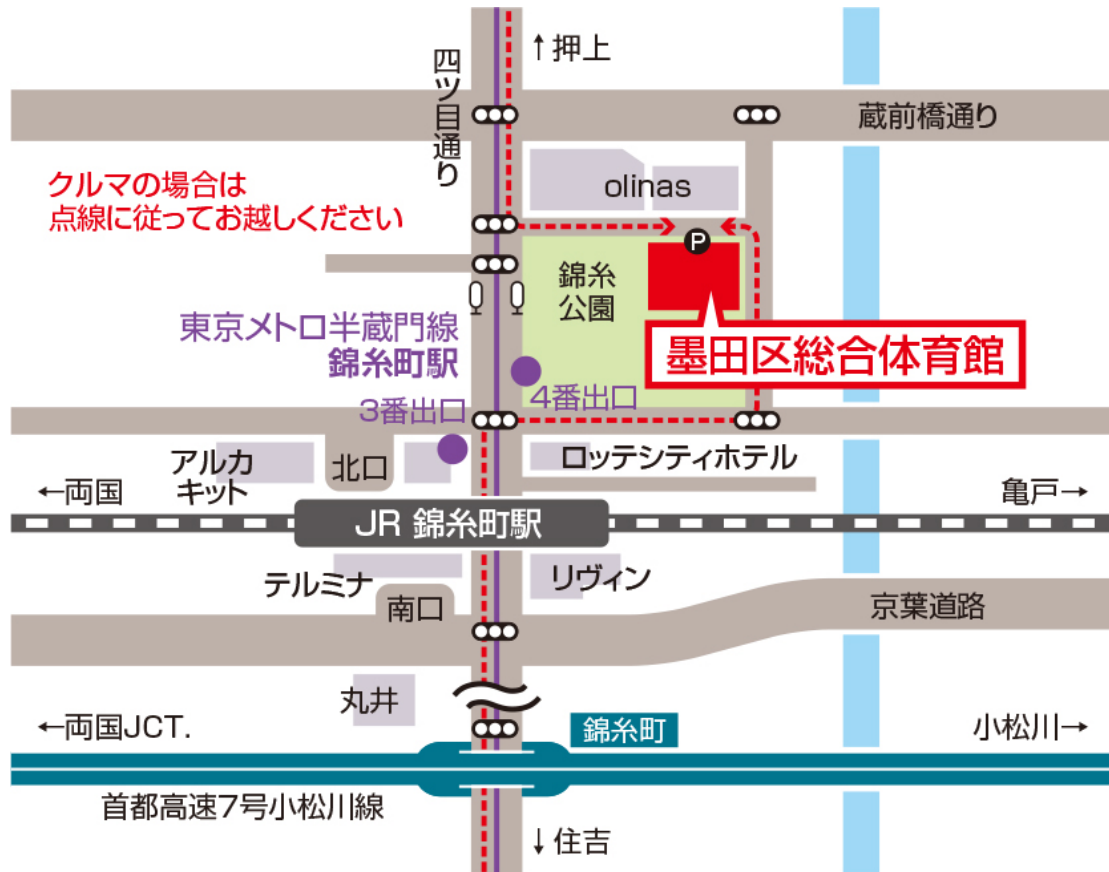 ↑押上
四ツ目通り
蔵前橋通り
クルマの場合は
点線に従ってお越しください
olinas
P
錦糸
公園
東京メトロ半蔵門線
錦糸町駅
墨田区総合体育館
3番出口
4番出口
アルカ
キット
北口
ロッテシティホテル
←両国
亀戸→
JR 錦糸町駅
テルミナ
リヴィン
南口
京葉道路
丸井
←両国JCT.
錦糸町
小松川→
首都高速7号小松川線
↓住吉